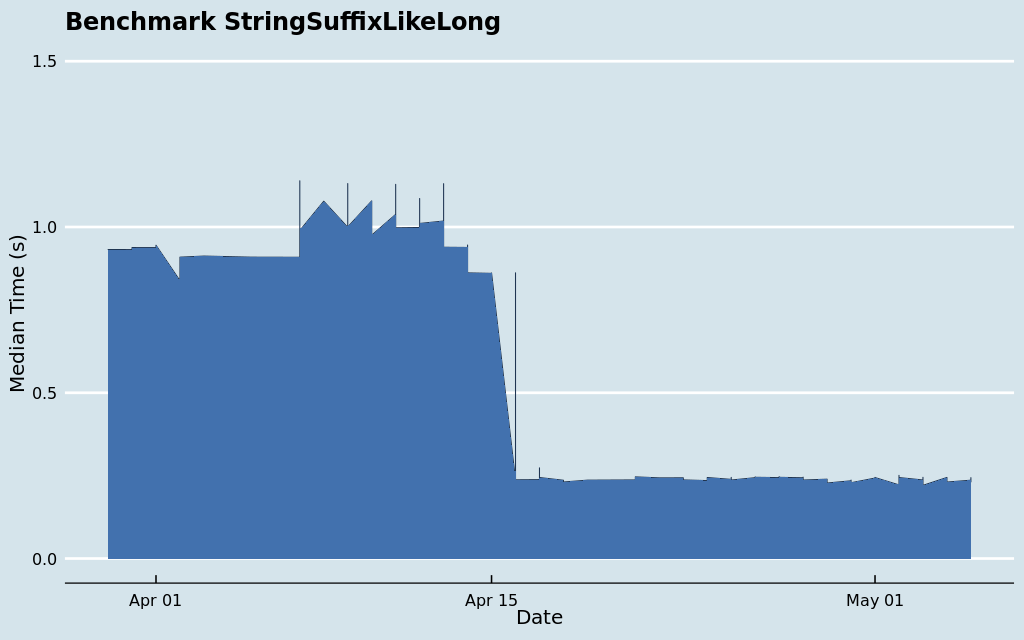 Benchmark StringSuffixLikeLong
1.5
1.0
0.5
0.0
Median Time (s)
Apr 01
Apr 15
May 01
Date